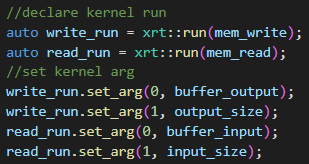 //declare kernel run
auto write_run = xrt::run(mem_write);
auto read_run = xrt::run(mem_read);
//set kernel arg
write_run.set_arg(0, buffer_output);
write_run.set_arg(1, output_size);
read_run.set_arg(0, buffer_input);
read_run.set_arg(1, input_size);